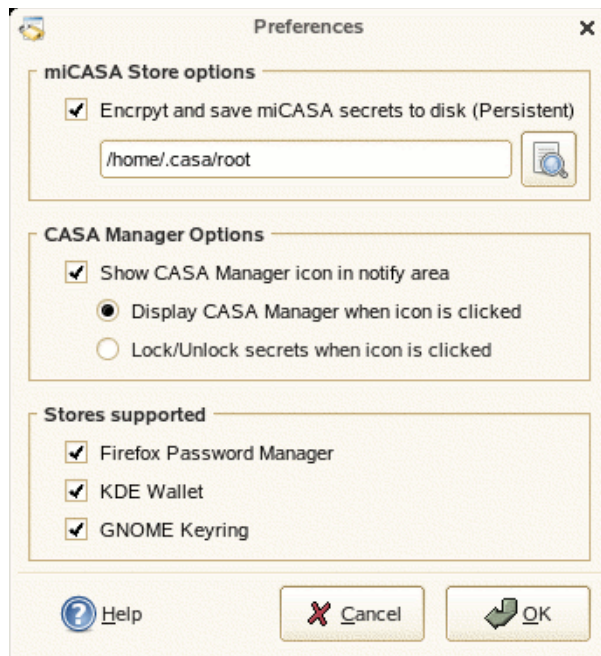 Preferences
miCASA Store options
Encrpyt and save miCASA secrets to disk (Persistent)
/home/.casa/root
CASA Manager Options
Show CASA Manager icon in notify area
Display CASA Manager when icon is clicked
Lock/Unlock secrets when icon is clicked
Stores supported
Firefox Password Manager
KDE Wallet
GNOME Keyring
Help
Cancel
OK